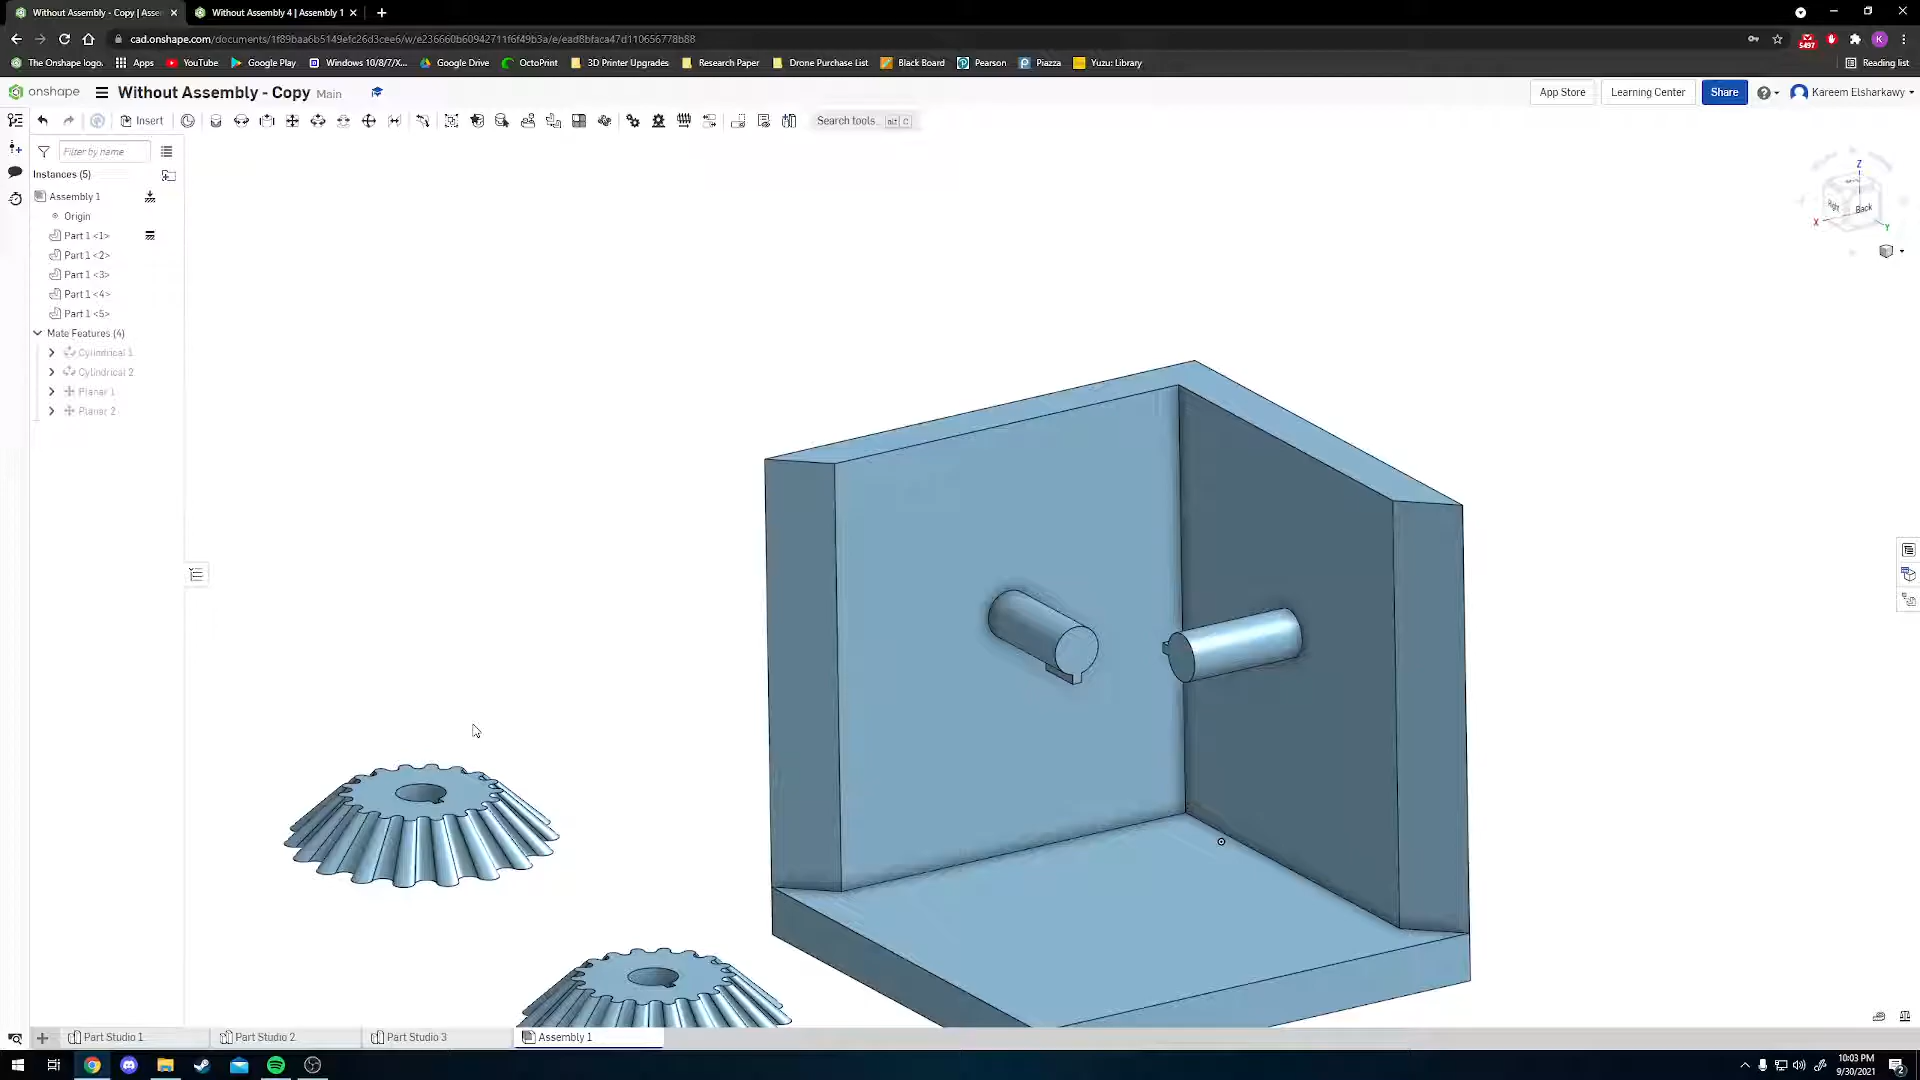 Without Assembly - Copy | Assem
Without Assembly 4 | Assembly 1
cad.onshape.com/documents/1f89baa6b5149efc26d3cee6/w/e236660b60942711f6f49b3a/e/ead8bfaca47d110656778b88
5497
K
The Onshape logo.
Apps
YouTube
Google Play
Windows 10/8/7/X...
Google Drive
OctoPrint
3D Printer Upgrades
Research Paper
Drone Purchase List
Black Board
Pearson
Piazza
Yuzu: Library
Reading list
onshape
Without Assembly - Copy Main
App Store
Learning Center
Share
Kareem Elsharkawy
Insert
Search tools... alt C
Filter by name
Instances (5)
Assembly 1
Origin
Part 1 <1>
Part 1 <2>
Part 1 <3>
Part 1 <4>
Part 1 <5>
Mate Features (4)
Cylindrical 1
Cylindrical 2
Planar 1
Planar 2
Z
Right
Back
X
Y
Part Studio 1
Part Studio 2
Part Studio 3
Assembly 1
10:03 PM
9/30/2021
2